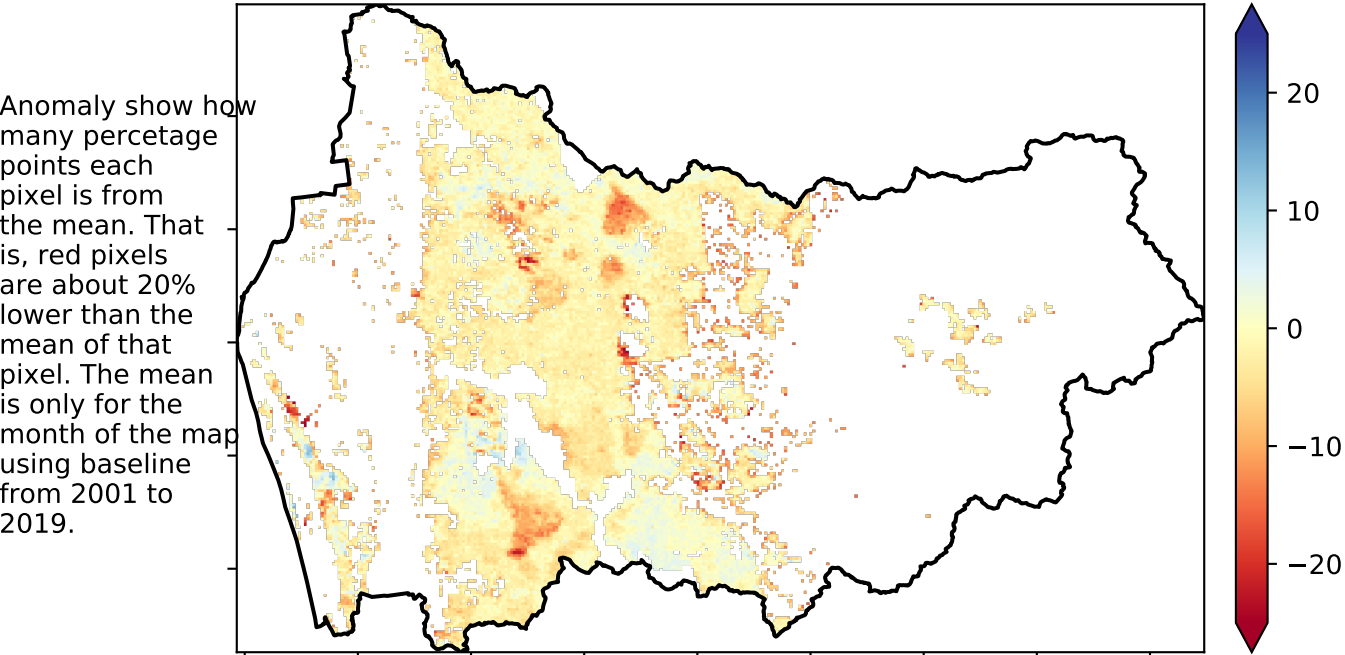 Anomaly show how
many percetage
points each
pixel is from
the mean. That
is, red pixels
are about 20%
lower than the
mean of that
pixel. The mean
is only for the
month of the map
using baseline
from 2001 to
2019.
20
10
0
−10
−20